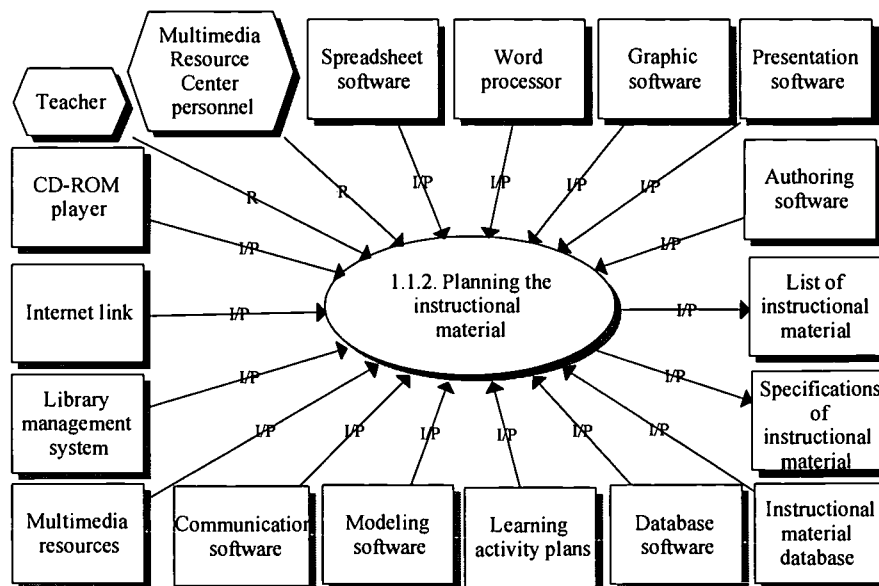 Multimedia
Resource
Center
personnel
Spreadsheet
software
Word
processor
Graphic
software
Presentation
software
Teacher
CD-ROM
player
R
R
I/P
I/P
I/P
I/P
Authoring
software
I/P
I/P
1.1.2. Planning the
instructional
material
List of
instructional
material
I/P
Internet link
I/P
Library
management
system
I/P
I/P
Specifications
of
instructional
material
I/P
I/P
I/P
I/P
I/P
I/P
Multimedia
resources
Communication
software
Modeling
software
Learning
activity plans
Database
software
Instructional
material
database